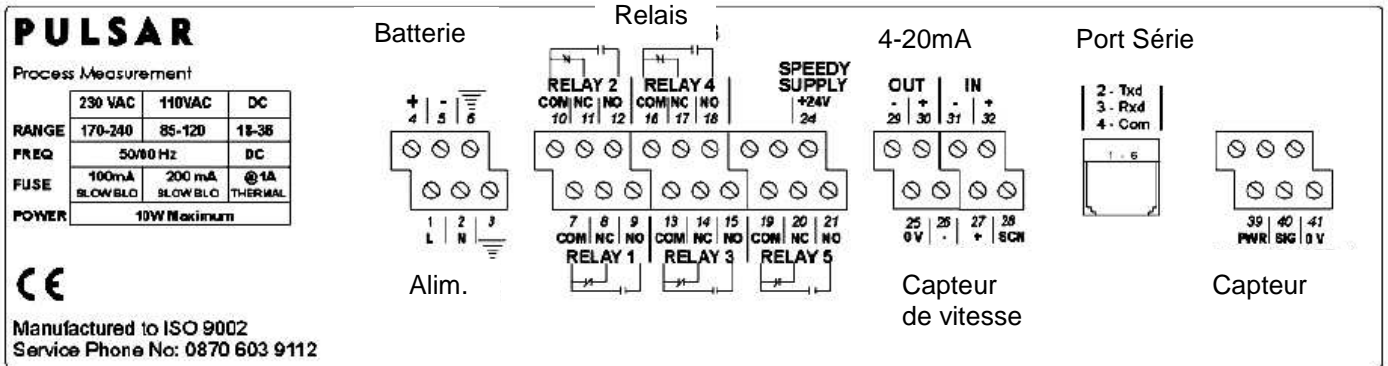 PULSAR
Process Measurement
230 VAC 110VAC DC
RANGE 170-240 85-120 18-36
FREQ 50/60 Hz DC
FUSE 100mA SLOW BLO 200 mA SLOW BLO @1A THERMAL
POWER 10W Maximum
CE
Manufactured to ISO 9002
Service Phone No: 0870 603 9112
Batterie
+ - 
4 5 6
1 2 3
L N
Alim.
Relais
RELAY 2 RELAY 4 SPEEDY SUPPLY
COM NC NO COM NC NO +24V
10 11 12 16 17 18 24
7 8 9 13 14 15 19 20 21
COM NC NO COM NC NO COM NC NO
RELAY 1 RELAY 3 RELAY 5
4-20mA
OUT IN
- + - +
29 30 31 32
25 26 27 28
0V - + SCN
Capteur
de vitesse
Port Série
2 - Txd
3 - Rxd
4 - Com
1 - 6
39 40 41
PWR SIG 0 V
Capteur